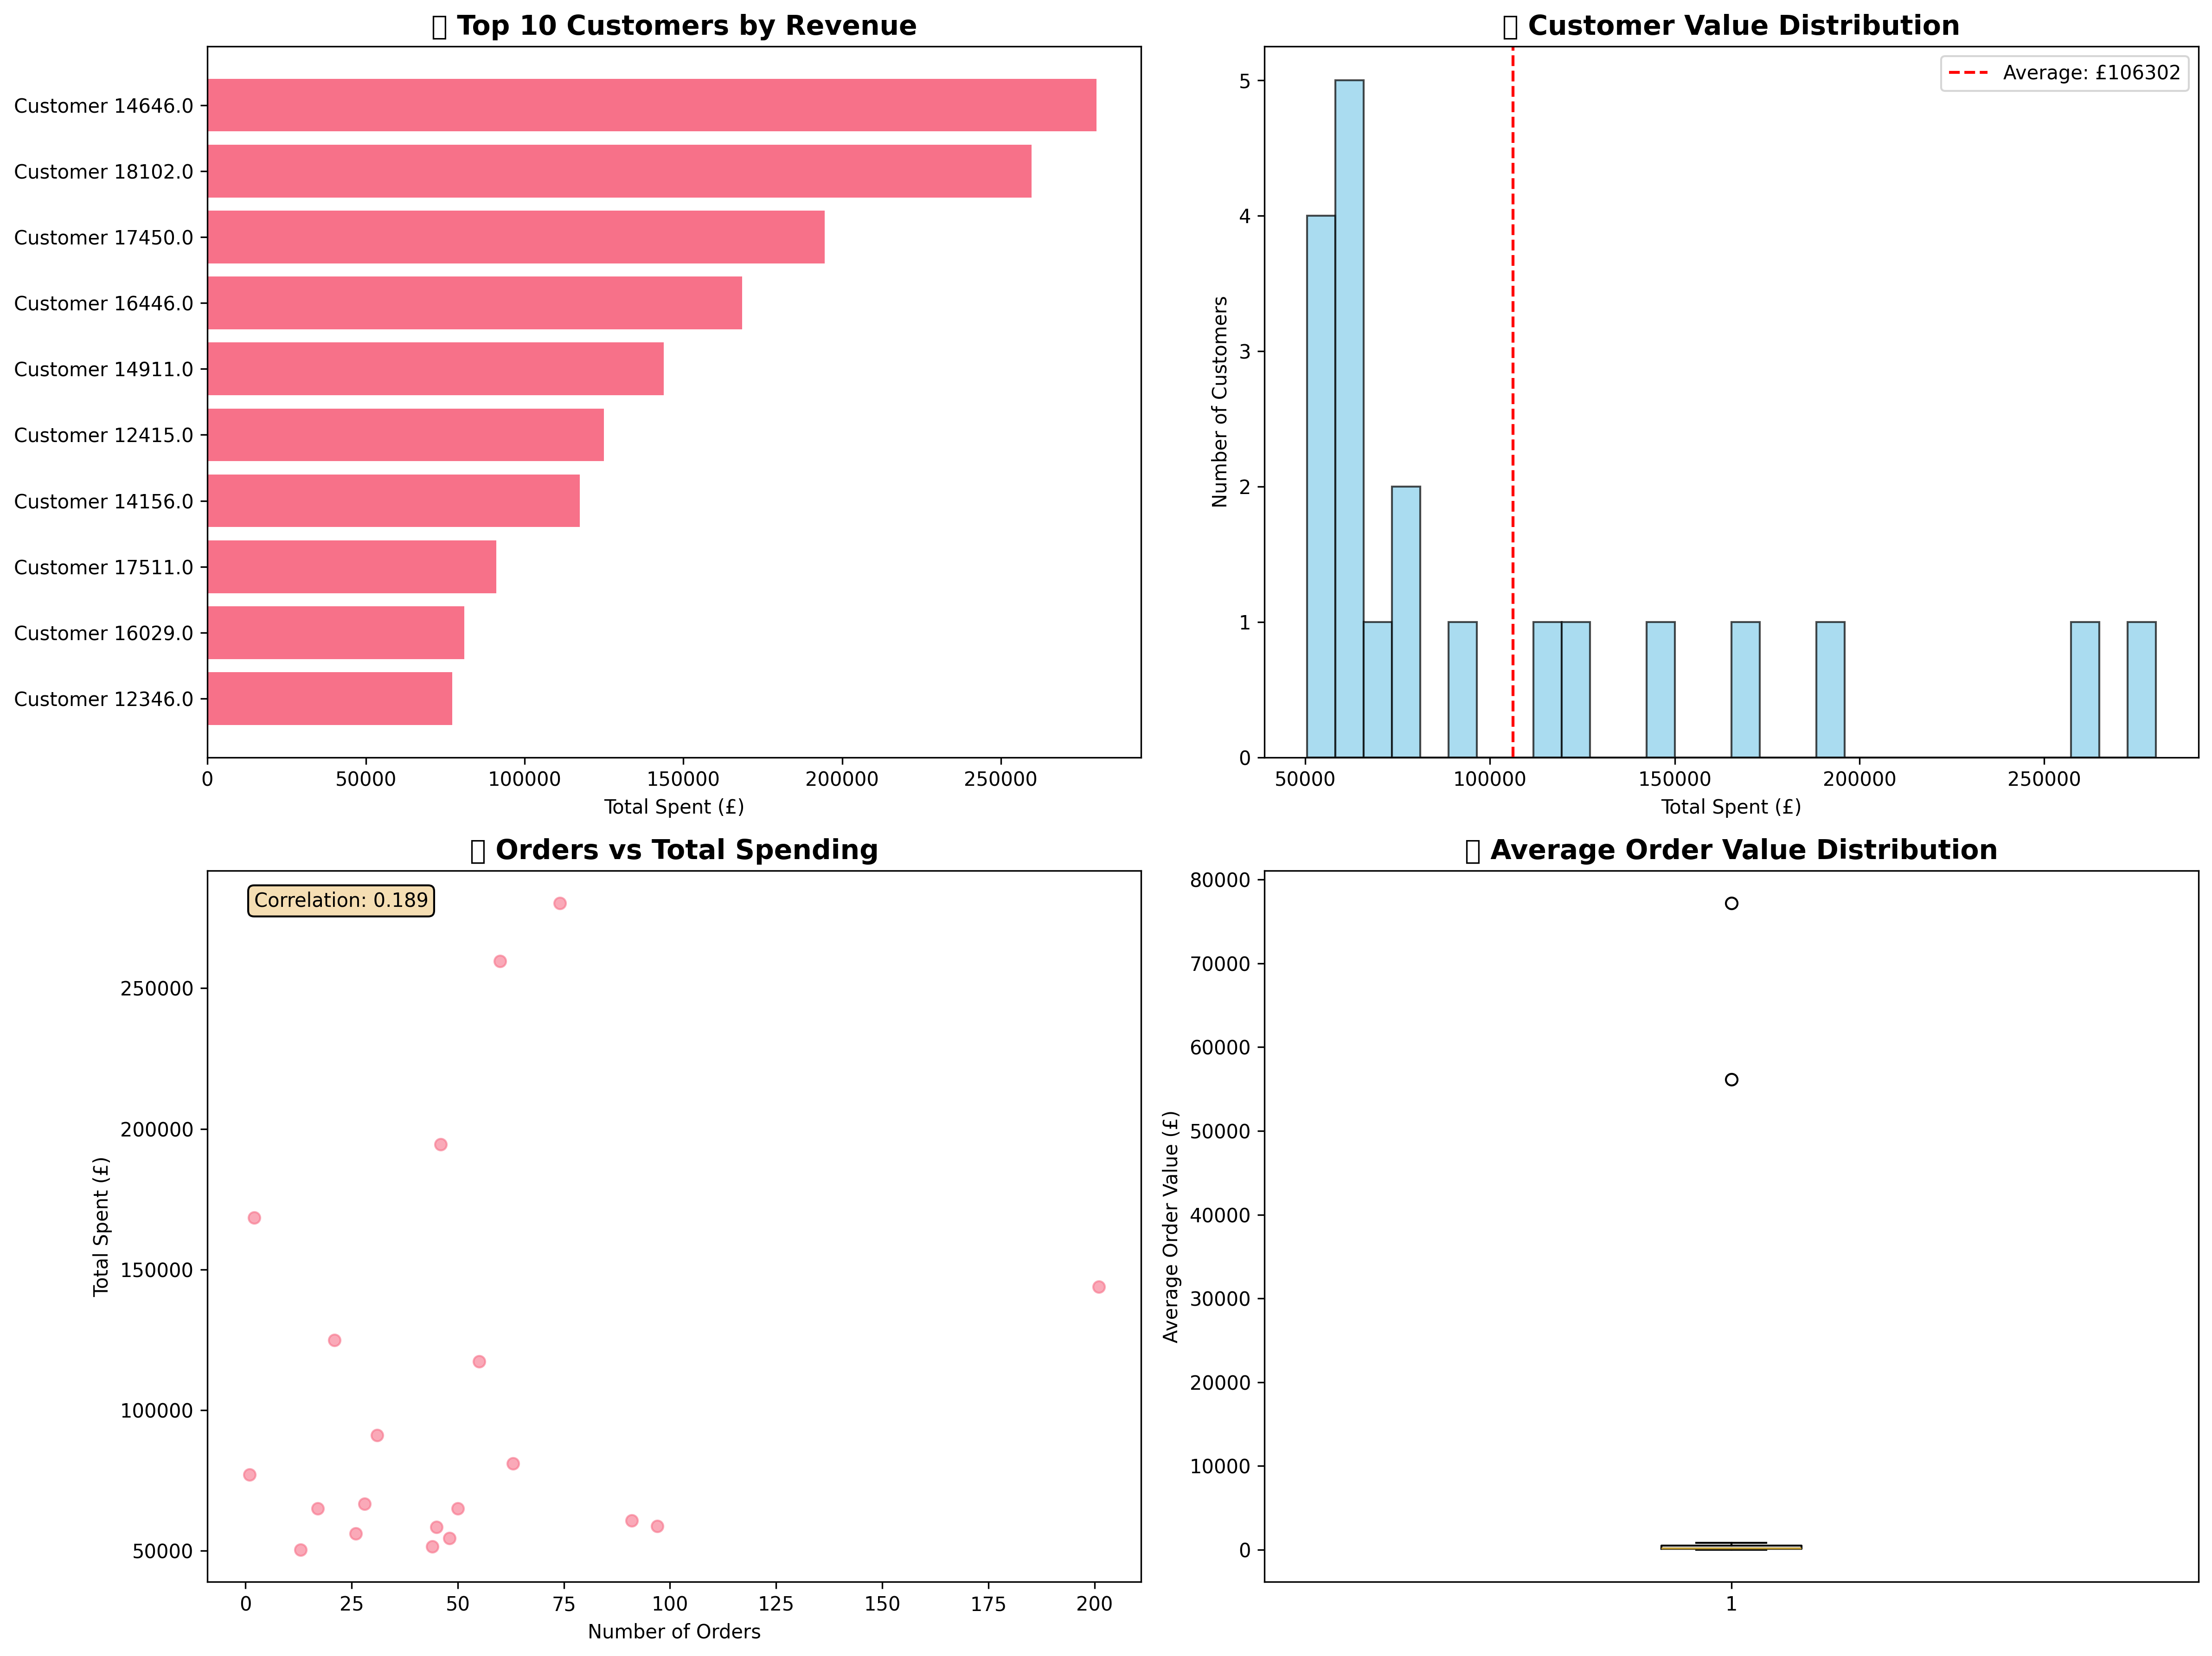 Top 10 Customers by Revenue
Customer 14646.0
Customer 18102.0
Customer 17450.0
Customer 16446.0
Customer 14911.0
Customer 12415.0
Customer 14156.0
Customer 17511.0
Customer 16029.0
Customer 12346.0
0 50000 100000 150000 200000 250000
Total Spent (£)
Customer Value Distribution
Average: £106302
Number of Customers
5
4
3
2
1
0
50000 100000 150000 200000 250000
Total Spent (£)
Orders vs Total Spending
Correlation: 0.189
Total Spent (£)
250000
200000
150000
100000
50000
0 25 50 75 100 125 150 175 200
Number of Orders
Average Order Value Distribution
Average Order Value (£)
80000
70000
60000
50000
40000
30000
20000
10000
0
1